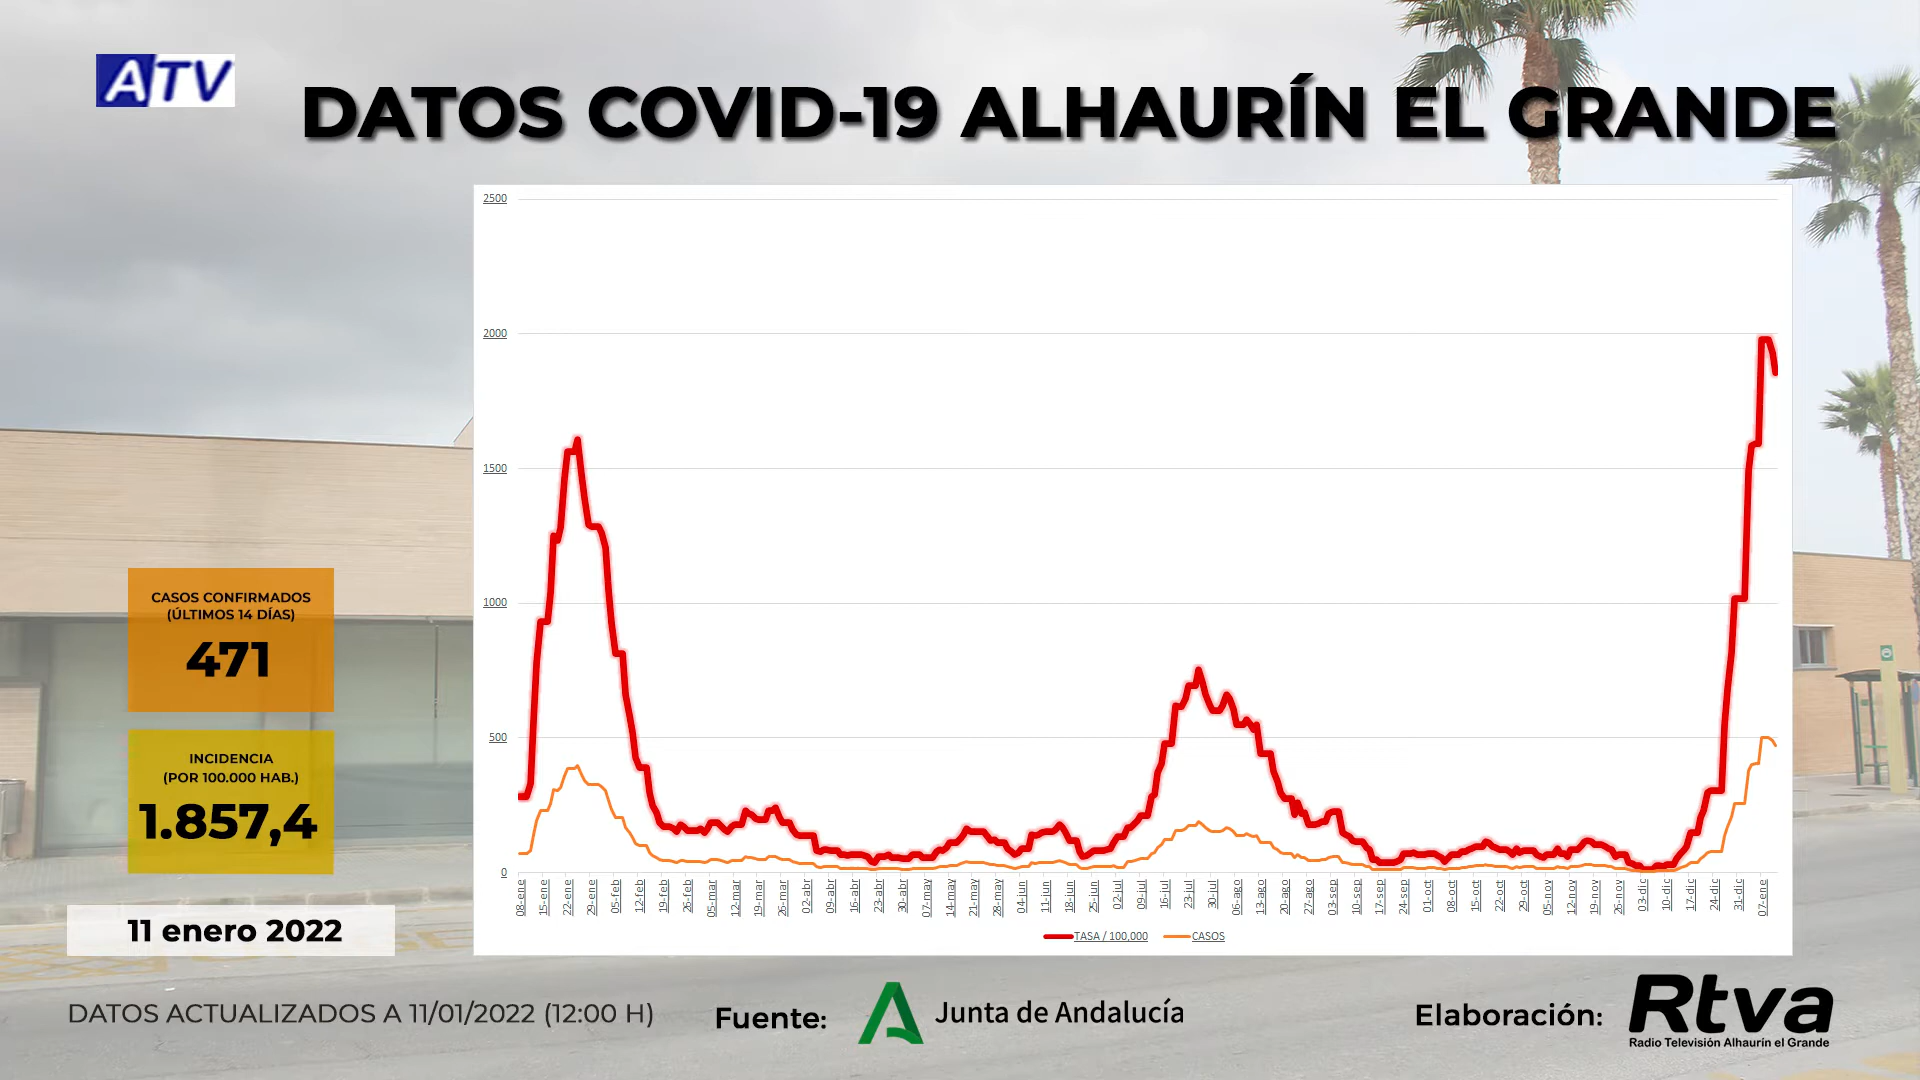 ATV
DATOS COVID-19 ALHAURÍN EL GRANDE
2500
2000
1500
1000
500
0
08-ene
15-ene
22-ene
29-ene
05-feb
12-feb
19-feb
26-feb
05-mar
12-mar
19-mar
26-mar
02-abr
09-abr
16-abr
23-abr
30-abr
07-may
14-may
21-may
28-may
04-jun
11-jun
18-jun
25-jun
02-jul
09-jul
16-jul
23-jul
30-jul
06-ago
13-ago
20-ago
27-ago
03-sep
10-sep
17-sep
24-sep
01-oct
08-oct
15-oct
22-oct
29-oct
05-nov
12-nov
19-nov
26-nov
03-dic
10-dic
17-dic
24-dic
31-dic
07-ene
TASA / 100,000
CASOS
CASOS CONFIRMADOS
(ÚLTIMOS 14 DÍAS)
471
INCIDENCIA
(POR 100.000 HAB.)
1.857,4
11 enero 2022
DATOS ACTUALIZADOS A 11/01/2022 (12:00 H)
Fuente:
Junta de Andalucía
Elaboración:
Rtva
Radio Televisión Alhaurín el Grande